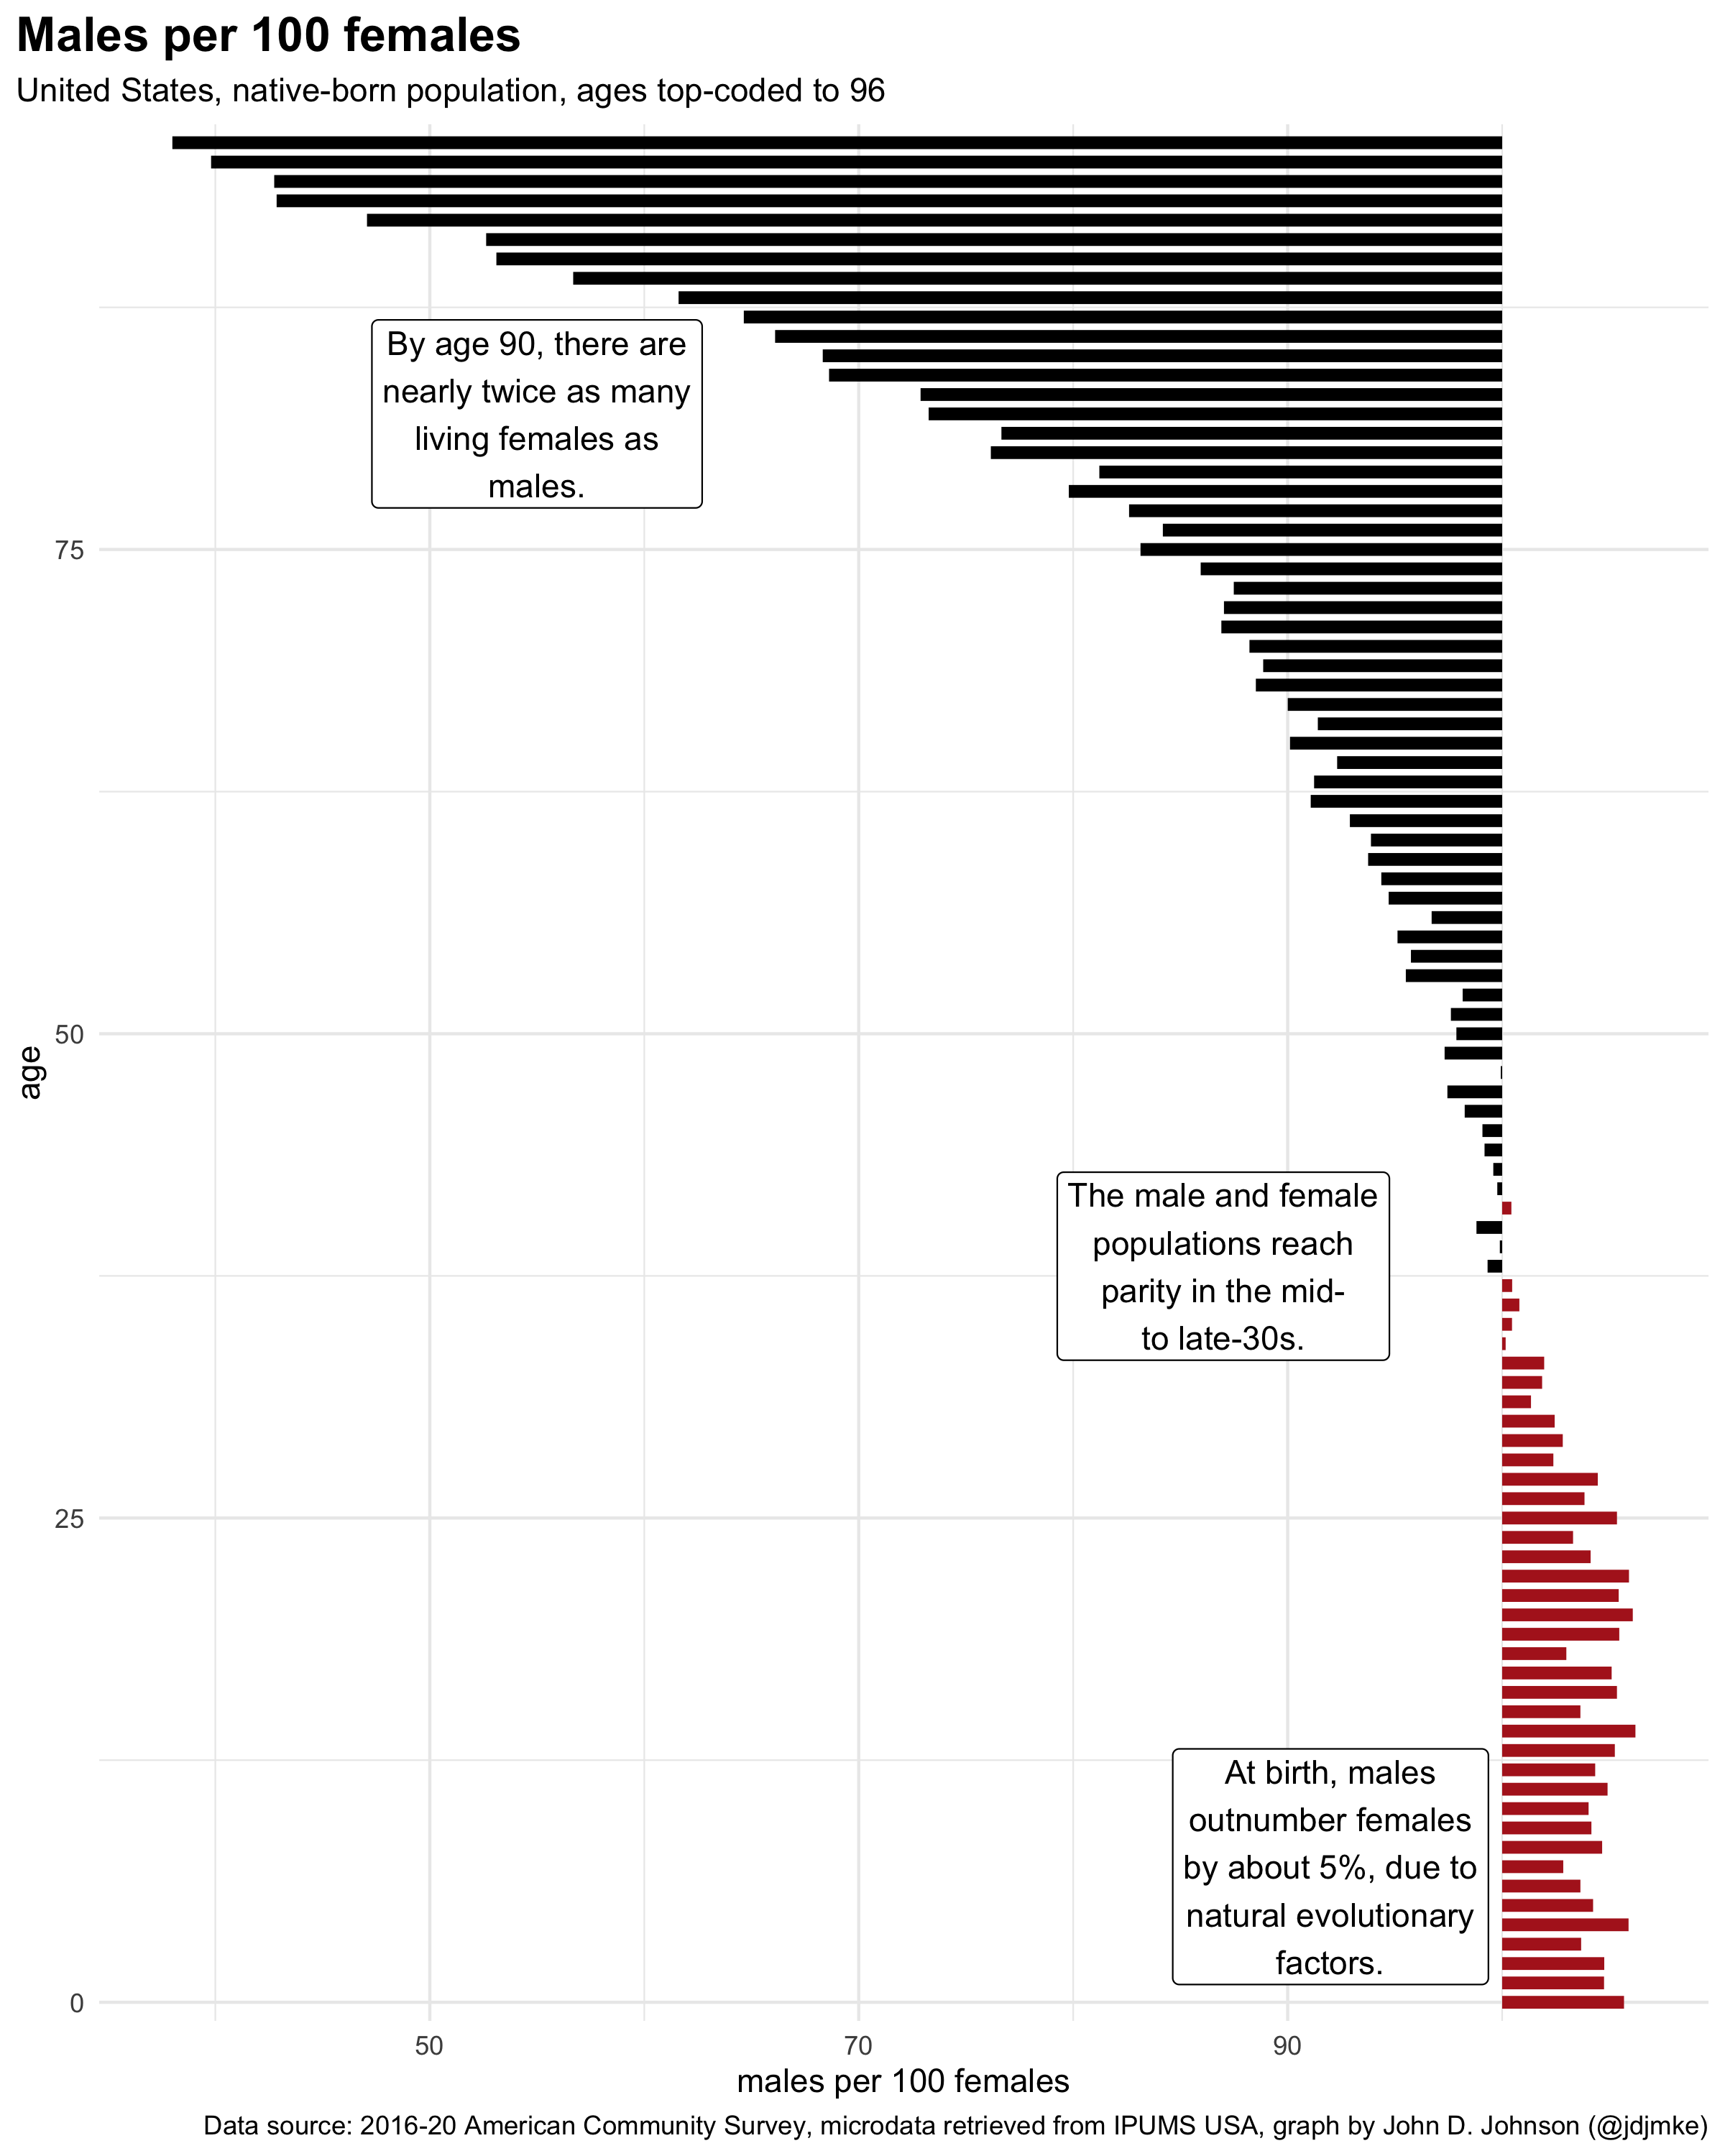 Males per 100 females
United States, native-born population, ages top-coded to 96
By age 90, there are
nearly twice as many
living females as
males.
75
50
age
The male and female
populations reach
parity in the mid-
to late-30s.
25
At birth, males
outnumber females
by about 5%, due to
natural evolutionary
factors.
0
50 70 90
males per 100 females
Data source: 2016-20 American Community Survey, microdata retrieved from IPUMS USA, graph by John D. Johnson (@jdjmke)